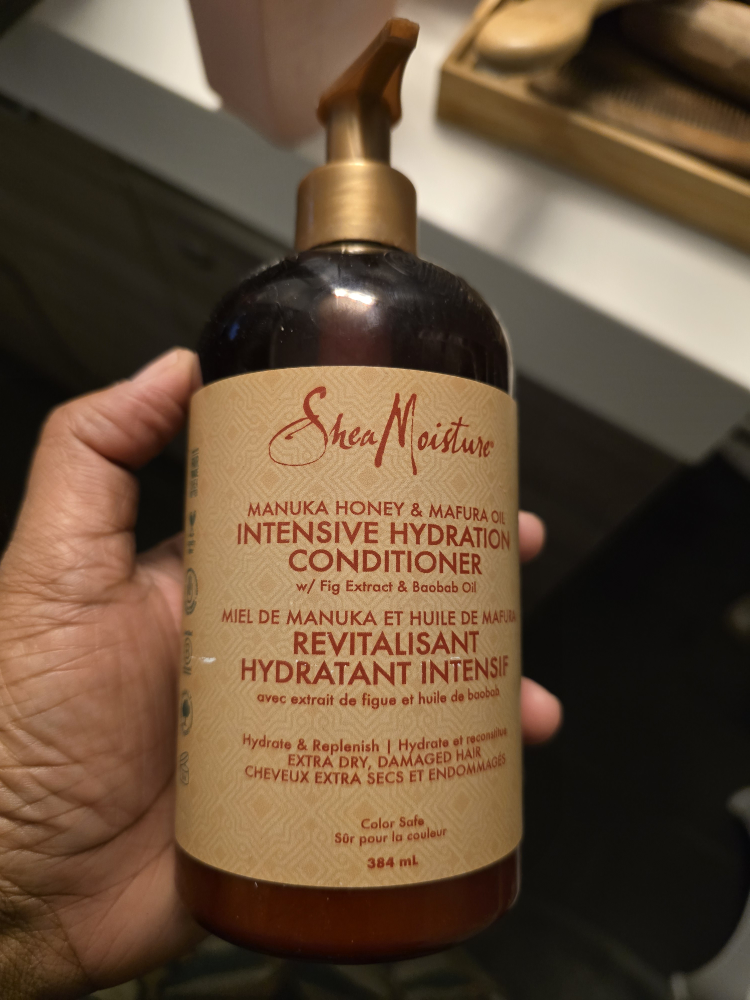 SheaMoisture
MANUKA HONEY & MAFURA OIL
INTENSIVE HYDRATION
CONDITIONER
w/ Fig Extract & Baobab Oil
MIEL DE MANUKA ET HUILE DE MAFURA
REVITALISANT
HYDRATANT INTENSIF
avec extrait de figue et huile de baobab
Hydrate & Replenish | Hydrate et reconstitue
EXTRA DRY, DAMAGED HAIR
CHEVEUX EXTRA SECS ET ENDOMMAGÉS
Color Safe
Sûr pour la couleur
384 mL